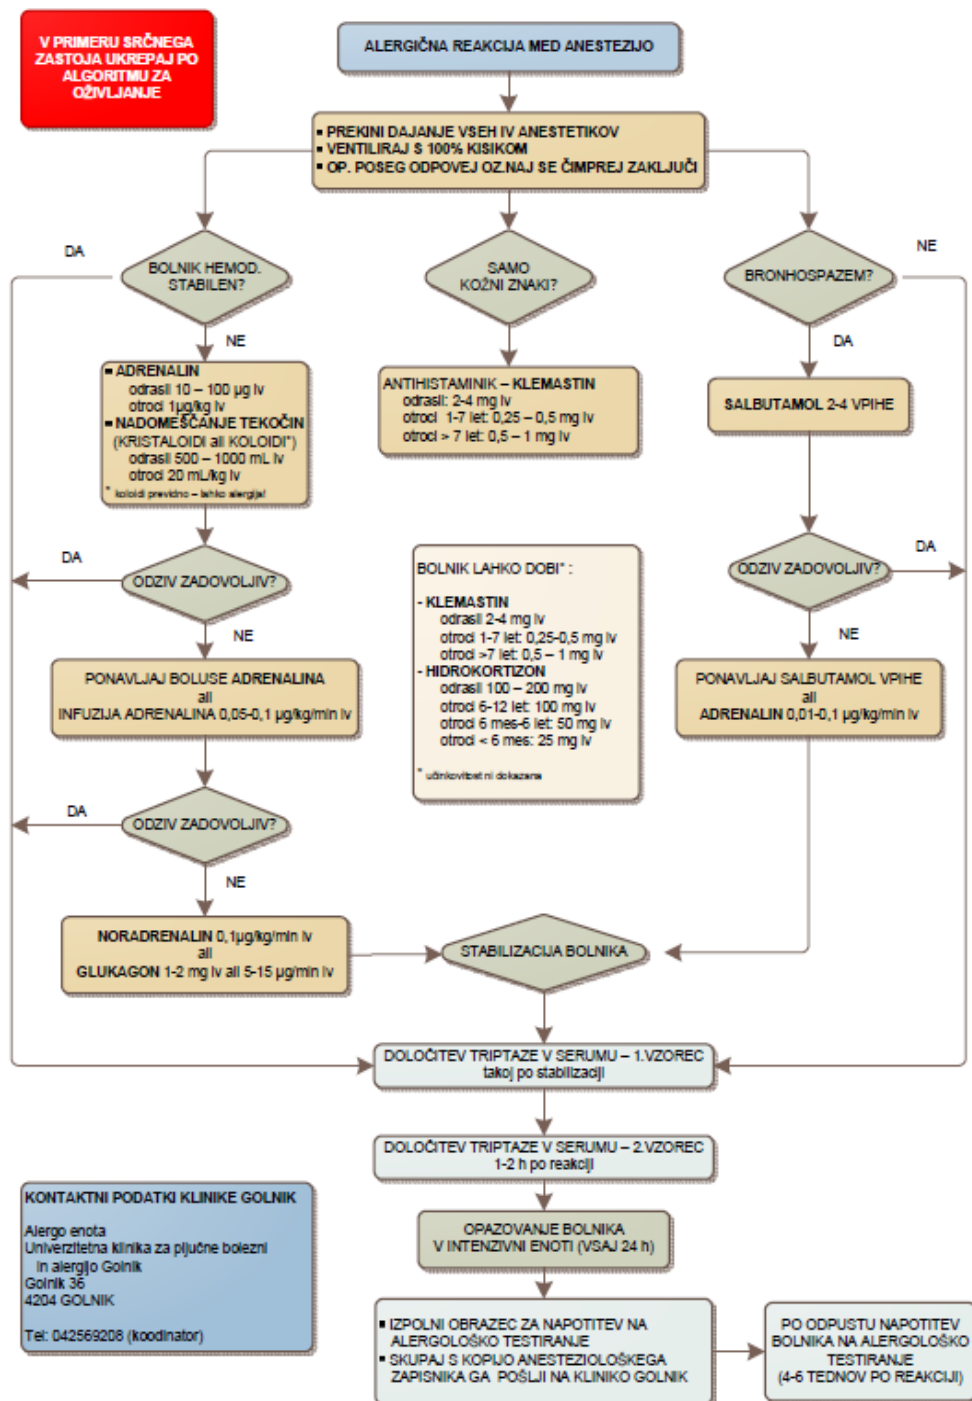 V PRIMERU SRČNEGA
ZASTOJA UKREPAJ PO
ALGORITMU ZA
OŽIVLJANJE
ALERGIČNA REAKCIJA MED ANESTEZIJO
▪ PREKINI DAJANJE VSEH IV ANESTETIKOV
▪ VENTILIRAJ S 100% KISIKOM
▪ OP. POSEG ODPOVEJ OZ.NAJ SE ČIMPREJ ZAKLJUČI
DA
BOLNIK HEMOD.
STABILEN?
NE
SAMO
KOŽNI ZNAKI?
BRONHOSPAZEM?
NE
DA
▪ ADRENALIN
odrasli 10 – 100 µg iv
otroci 1µg/kg iv
▪ NADOMEŠČANJE TEKOČIN
(KRISTALOIDI ali KOLOIDI*)
odrasli 500 – 1000 mL iv
otroci 20 mL/kg iv
* koloidi previdno – lahko alergija!
ANTIHISTAMINIK – KLEMASTIN
odrasli: 2-4 mg iv
otroci 1-7 let: 0,25 – 0,5 mg iv
otroci > 7 let: 0,5 – 1 mg iv
SALBUTAMOL 2-4 VPIHE
DA
ODZIV ZADOVOLJIV?
NE
BOLNIK LAHKO DOBI* :
- KLEMASTIN
odrasli 2-4 mg iv
otroci 1-7 let: 0,25-0,5 mg iv
otroci >7 let: 0,5 – 1 mg iv
- HIDROKORTIZON
odrasli 100 – 200 mg iv
otroci 6-12 let: 100 mg iv
otroci 6 mes-6 let: 50 mg iv
otroci < 6 mes: 25 mg iv
* učinkovitost ni dokazana
ODZIV ZADOVOLJIV?
DA
NE
PONAVLJAJ BOLUSE ADRENALINA
ali
INFUZIJA ADRENALINA 0,05-0,1 µg/kg/min iv
PONAVLJAJ SALBUTAMOL VPIHE
ali
ADRENALIN 0,01-0,1 µg/kg/min iv
DA
ODZIV ZADOVOLJIV?
NE
NORADRENALIN 0,1µg/kg/min iv
ali
GLUKAGON 1-2 mg iv ali 5-15 µg/min iv
STABILIZACIJA BOLNIKA
DOLOČITEV TRIPTAZE V SERUMU – 1.VZOREC
takoj po stabilizaciji
DOLOČITEV TRIPTAZE V SERUMU – 2.VZOREC
1-2 h po reakciji
OPAZOVANJE BOLNIKA
V INTENZIVNI ENOTI (VSAJ 24 h)
KONTAKTNI PODATKI KLINIKE GOLNIK
Alergo enota
Univerzitetna klinika za pljučne bolezni
in alergijo Golnik
Golnik 36
4204 GOLNIK
Tel: 042569208 (koodinator)
▪ IZPOLNI OBRAZEC ZA NAPOTITEV NA
ALERGOLOŠKO TESTIRANJE
▪ SKUPAJ S KOPIJO ANESTEZIOLOŠKEGA
ZAPISNIKA GA POŠLJI NA KLINIKO GOLNIK
PO ODPUSTU NAPOTITEV
BOLNIKA NA ALERGOLOŠKO
TESTIRANJE
(4-6 TEDNOV PO REAKCIJI)